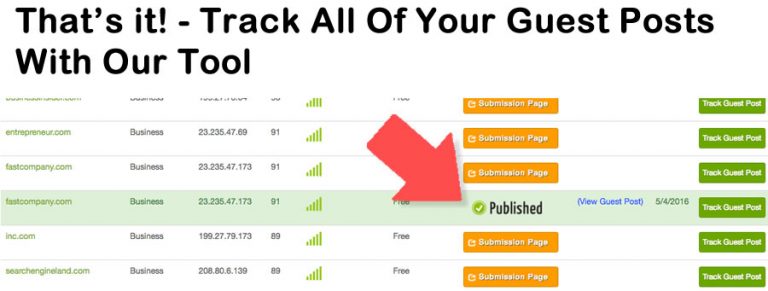 That's it! - Track All Of Your Guest Posts
With Our Tool
businessinsider.com Business Free Submission Page Track Guest Post
entrepreneur.com Business 23.235.47.69 91 Submission Page Track Guest Post
fastcompany.com Business 23.235.47.173 91 Submission Page Track Guest Post
fastcompany.com Business 23.235.47.173 91 Free Published (View Guest Post) 5/4/2016 Track Guest Post
inc.com Business 199.27.79.173 89 Free Submission Page Track Guest Post
searchengineland.com Business 208.80.6.139 89 Free Submission Page Track Guest Post